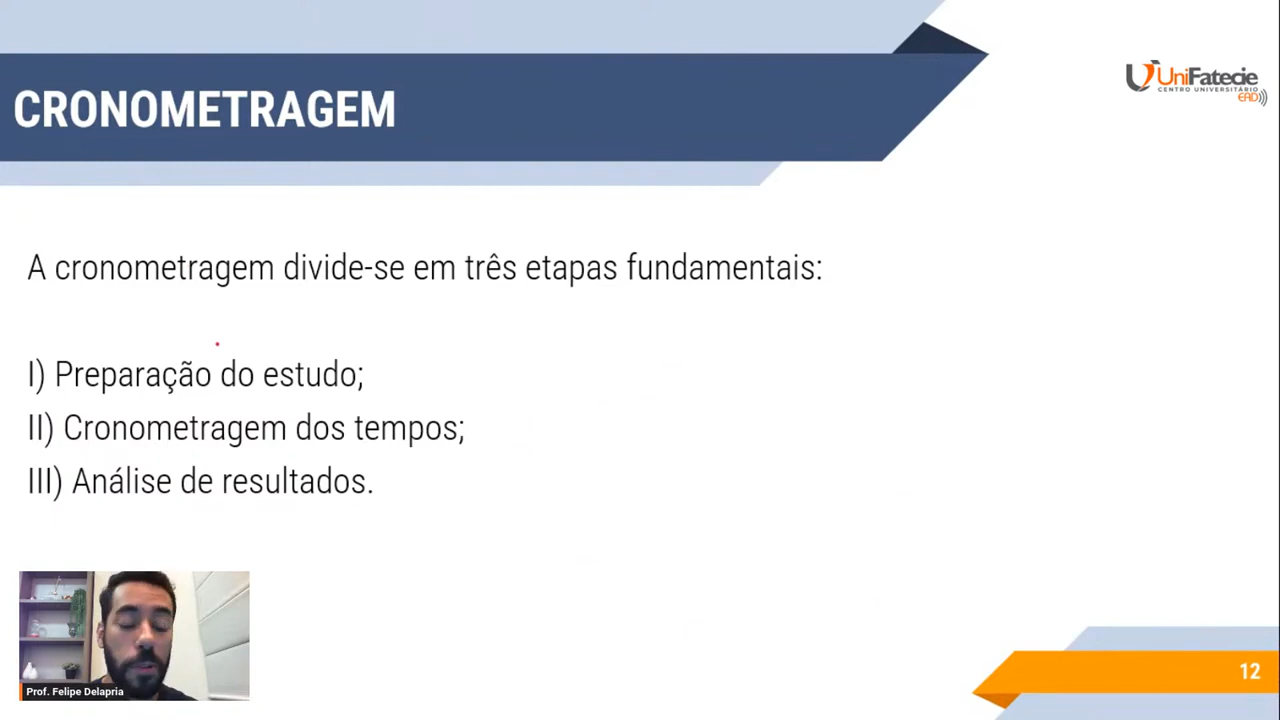 CRONOMETRAGEM
UniFatecie
CENTRO UNIVERSITÁRIO
EAD
A cronometragem divide-se em três etapas fundamentais:
I) Preparação do estudo;
II) Cronometragem dos tempos;
III) Análise de resultados.
Prof. Felipe Delapria
12